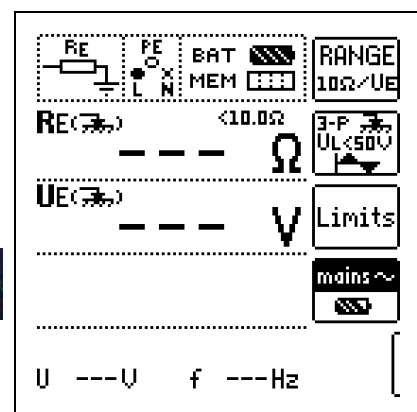 RE PE BAT RANGE
L N MEM 10Ω/UE
RE( ) <10.0Ω 3-P
--- Ω UL<50V
UE( )
--- V Limits
mains~
U ---V f ---Hz